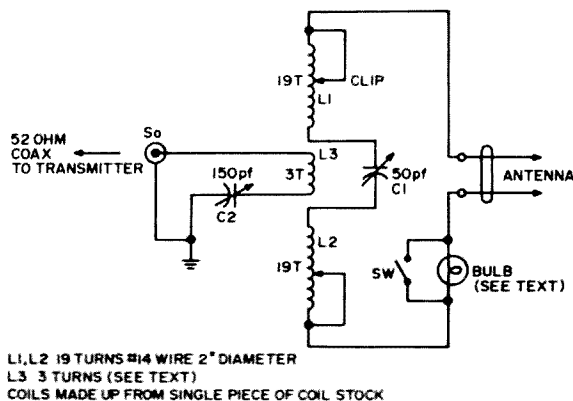 19T
CLIP
L1
52 OHM
COAX
TO TRANSMITTER
So
L3
3T
150pf
C2
50pf
C1
ANTENNA
L2
19T
SW
BULB
(SEE TEXT)
L1,L2 19 TURNS #14 WIRE 2" DIAMETER
L3 3 TURNS (SEE TEXT)
COILS MADE UP FROM SINGLE PIECE OF COIL STOCK